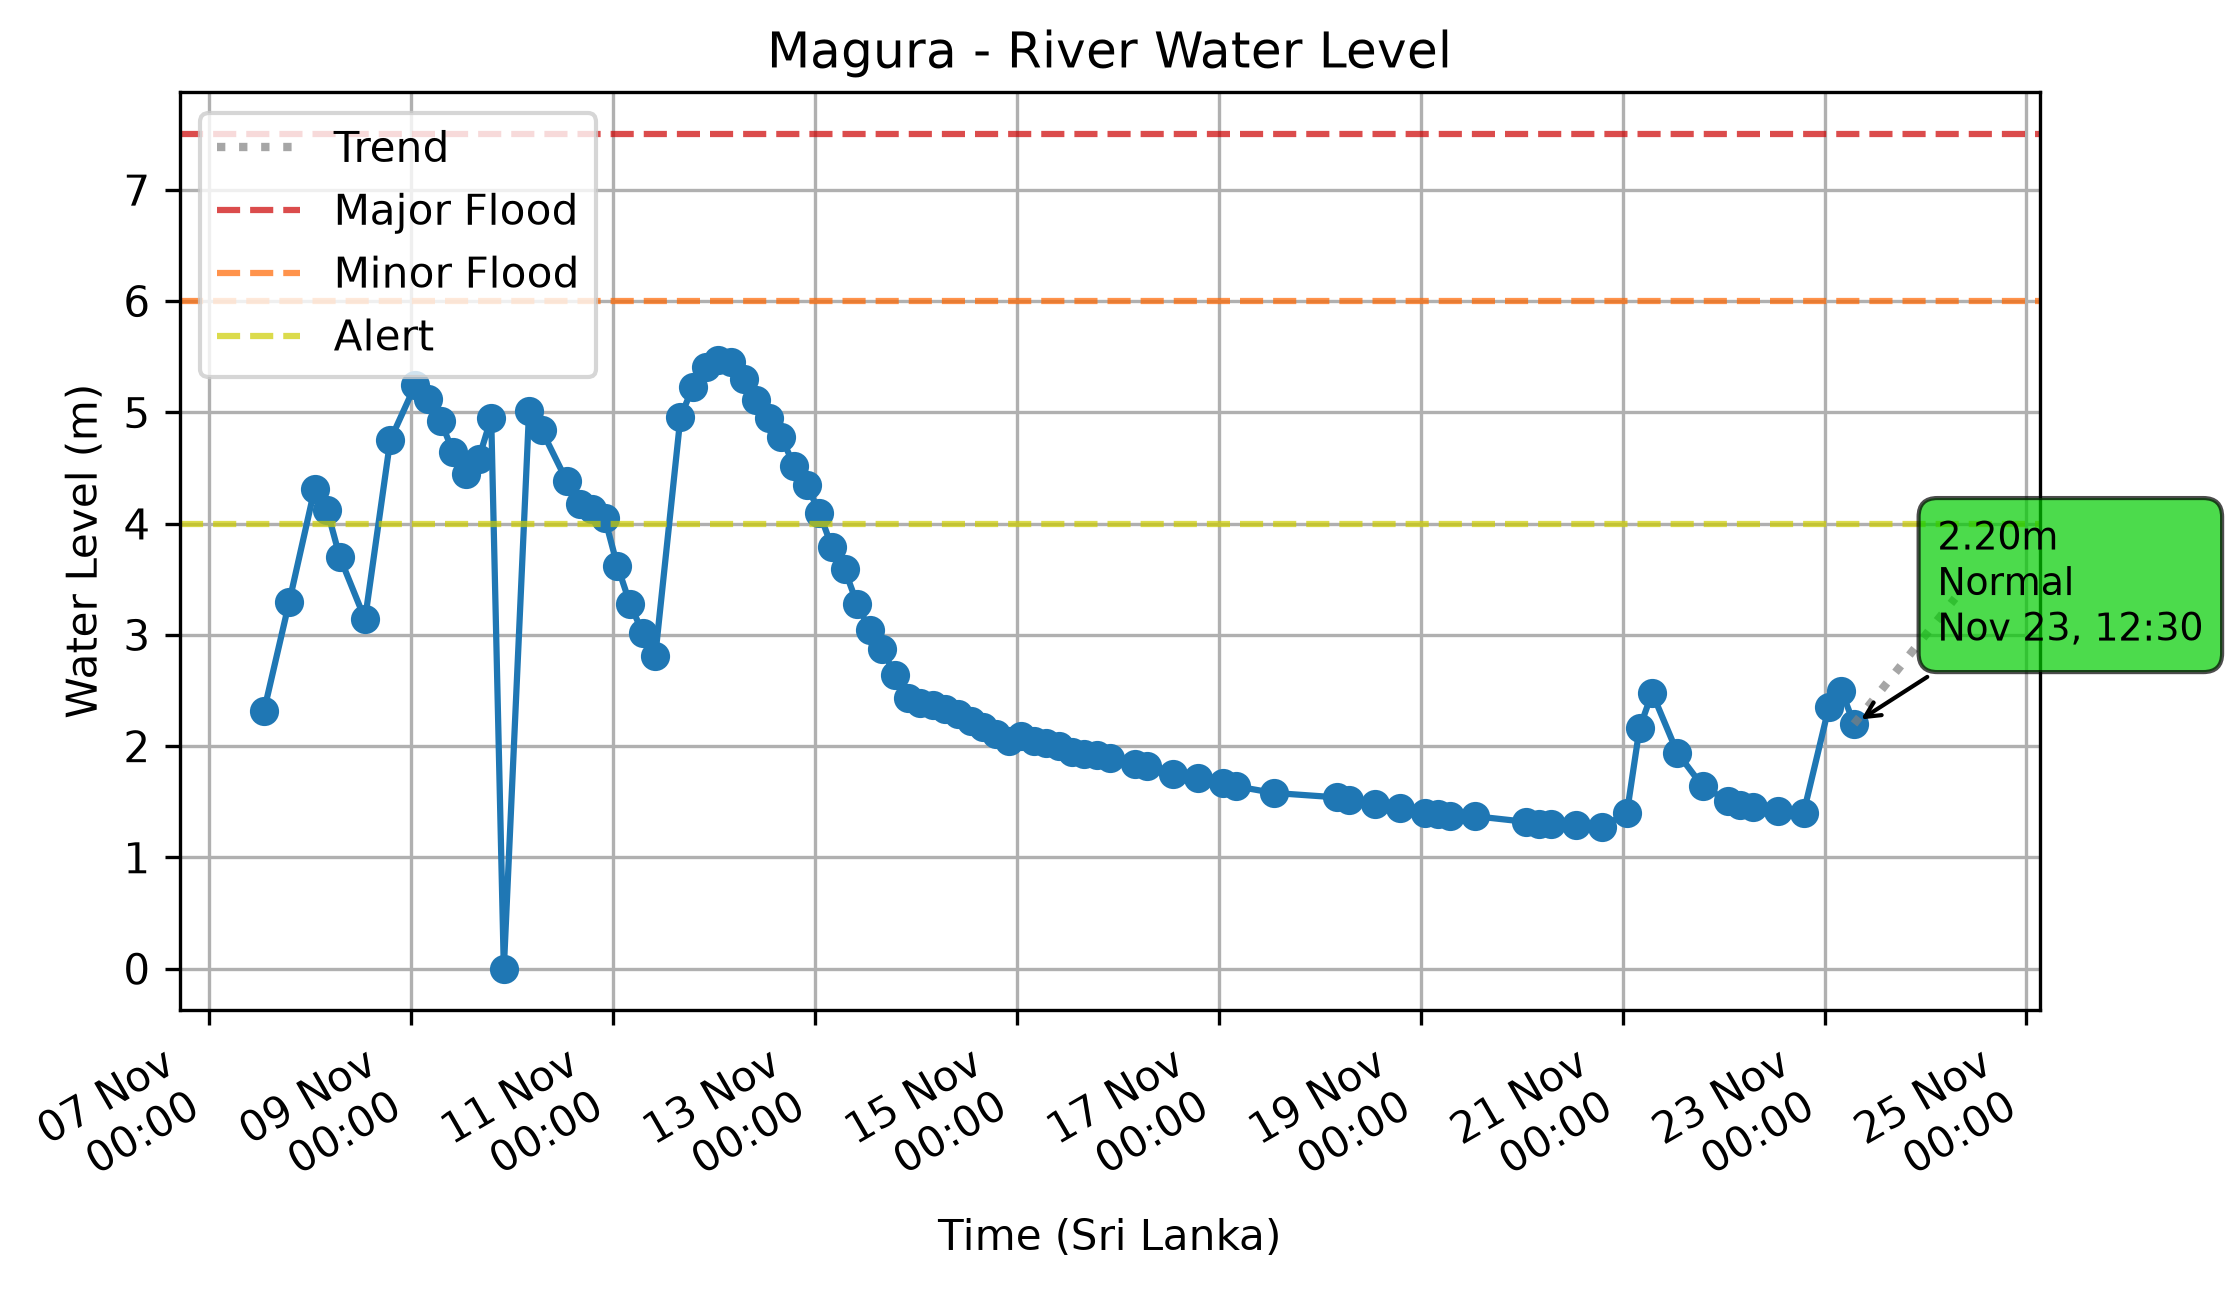 Magura - River Water Level
Trend
Major Flood
Minor Flood
Alert
Water Level (m)
7
6
5
4
3
2
1
0
2.20m
Normal
Nov 23, 12:30
07 Nov
00:00
09 Nov
00:00
11 Nov
00:00
13 Nov
00:00
15 Nov
00:00
17 Nov
00:00
19 Nov
00:00
21 Nov
00:00
23 Nov
00:00
25 Nov
00:00
Time (Sri Lanka)